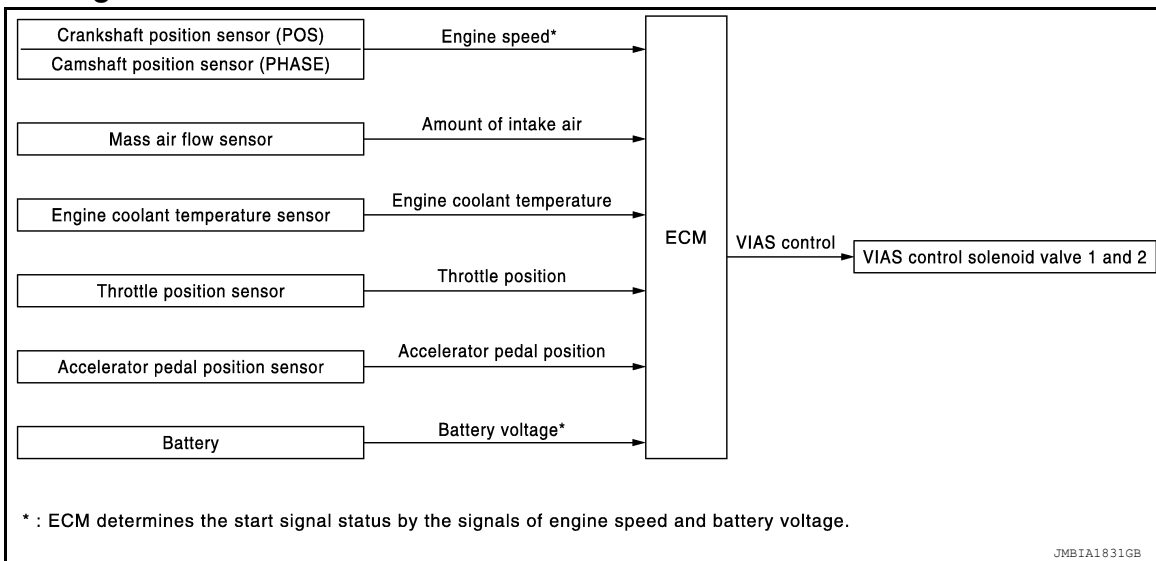 Crankshaft position sensor (POS)
Engine speed*
Camshaft position sensor (PHASE)
Mass air flow sensor
Amount of intake air
Engine coolant temperature sensor
Engine coolant temperature
ECM
VIAS control
VIAS control solenoid valve 1 and 2
Throttle position sensor
Throttle position
Accelerator pedal position sensor
Accelerator pedal position
Battery
Battery voltage*
* : ECM determines the start signal status by the signals of engine speed and battery voltage.
JMBIA1831GB